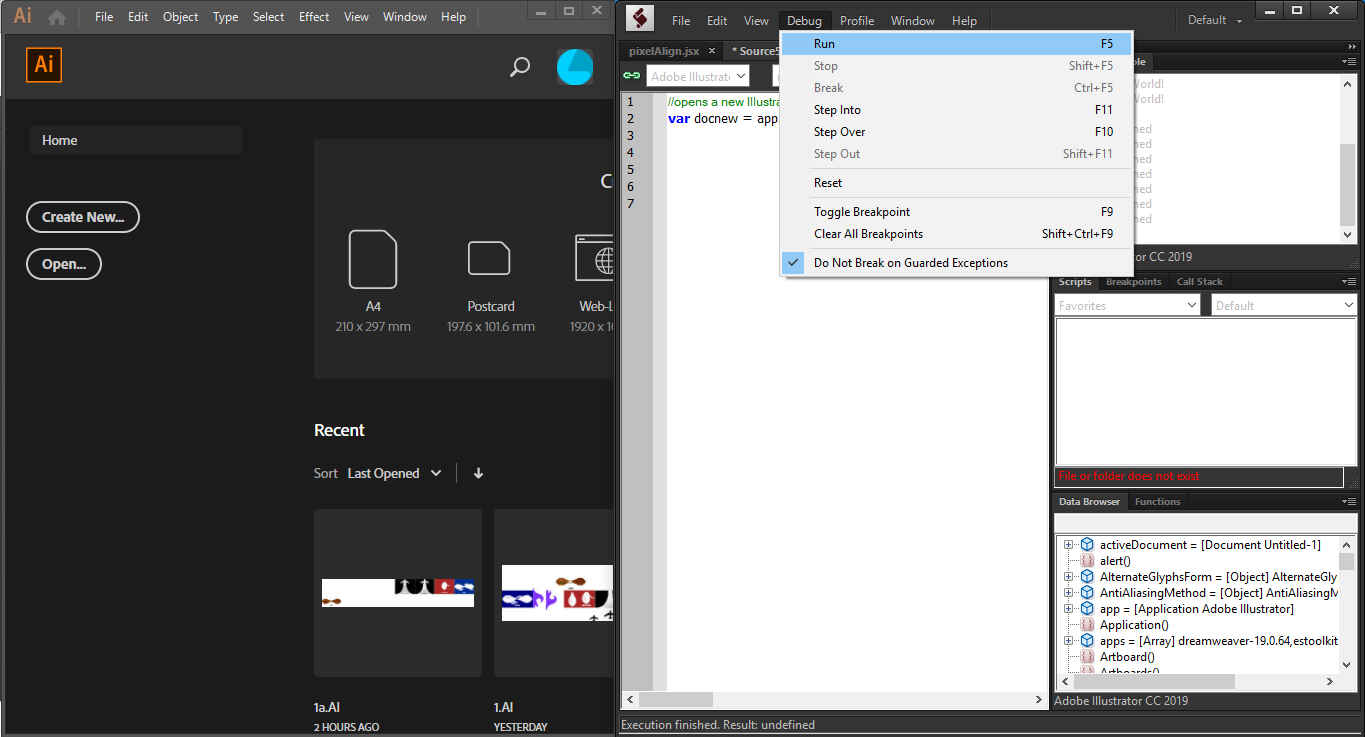 Ai File Edit Object Type Select Effect View Window Help
Ai
Home
Create New...
Open...
C
A4
210 x 297 mm
Postcard
197.6 x 101.6 mm
Web-L
1920 x 10
Recent
Sort Last Opened
1a.AI
2 HOURS AGO
1.AI
YESTERDAY
File Edit View Debug Profile Window Help Default
pixelAlign.jsx × * Source5
Adobe Illustrat
1 //opens a new Illustra
2 var docnew = app
3
4
5
6
7
Run F5
Stop Shift+F5
Break Ctrl+F5
Step Into F11
Step Over F10
Step Out Shift+F11
Reset
Toggle Breakpoint F9
Clear All Breakpoints Shift+Ctrl+F9
Do Not Break on Guarded Exceptions
ole
World!
World!
ned
ned
ned
ned
ned
ned
ned
trator CC 2019
Scripts Breakpoints Call Stack
Favorites Default
File or folder does not exist
Data Browser Functions
activeDocument = [Document Untitled-1]
alert()
AlternateGlyphsForm = [Object] AlternateGly
AntiAliasingMethod = [Object] AntiAliasingM
app = [Application Adobe Illustrator]
Application()
apps = [Array] dreamweaver-19.0.64,estoolkit
Artboard()
Artboards()
Adobe Illustrator CC 2019
Execution finished. Result: undefined